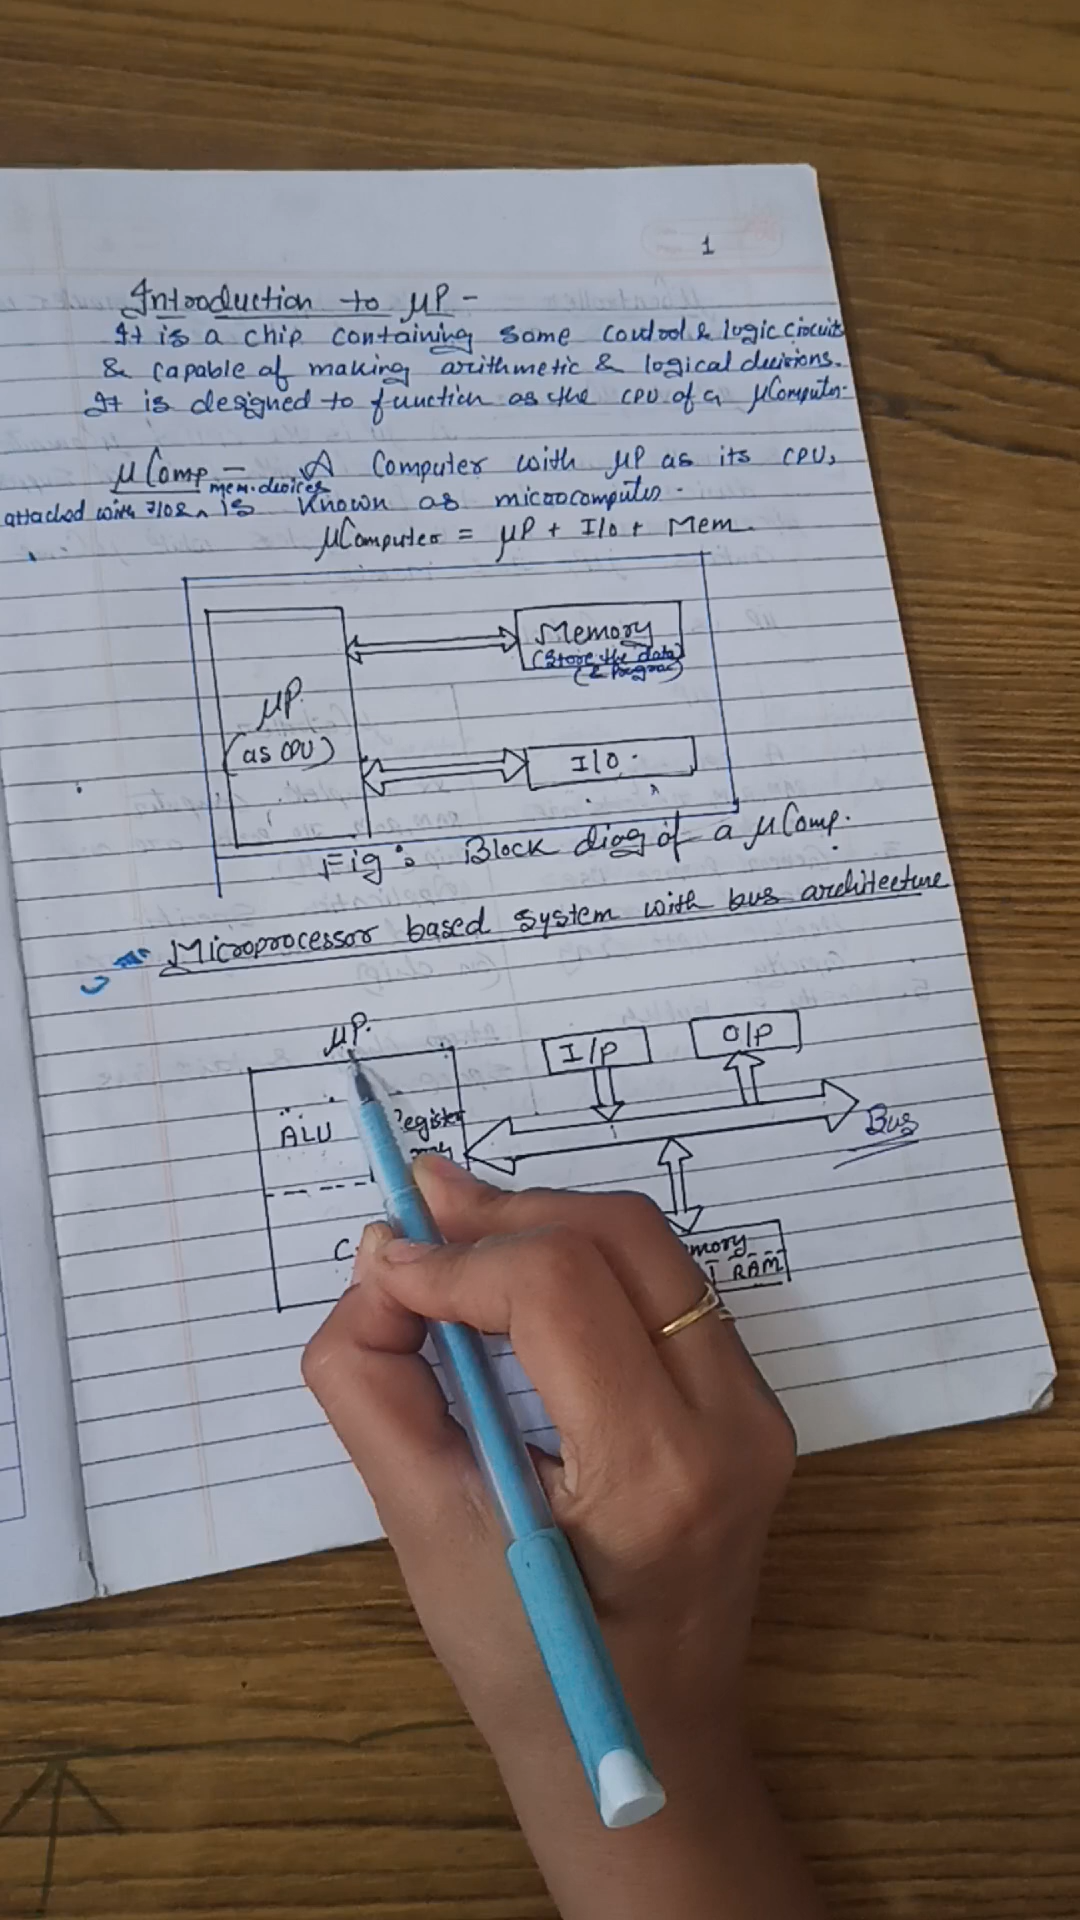 1
Introduction to μP -
It is a chip containing some control & logic circuits
& capable of making arithmetic & logical decisions.
It is designed to function as the CPU of a μComputer.
μComp - A Computer with μP as its CPU,
mem. devices
attached with I/O & ^ is known as microcomputer.
μComputer = μP + I/O + Mem.
Memory
(Store the data
& Program)
μP
(as CPU)
I/O
Fig: Block diag of a μComp.
Microprocessor based system with bus architecture
μP
I/P
O/P
ALU
Register
Bus
RAM